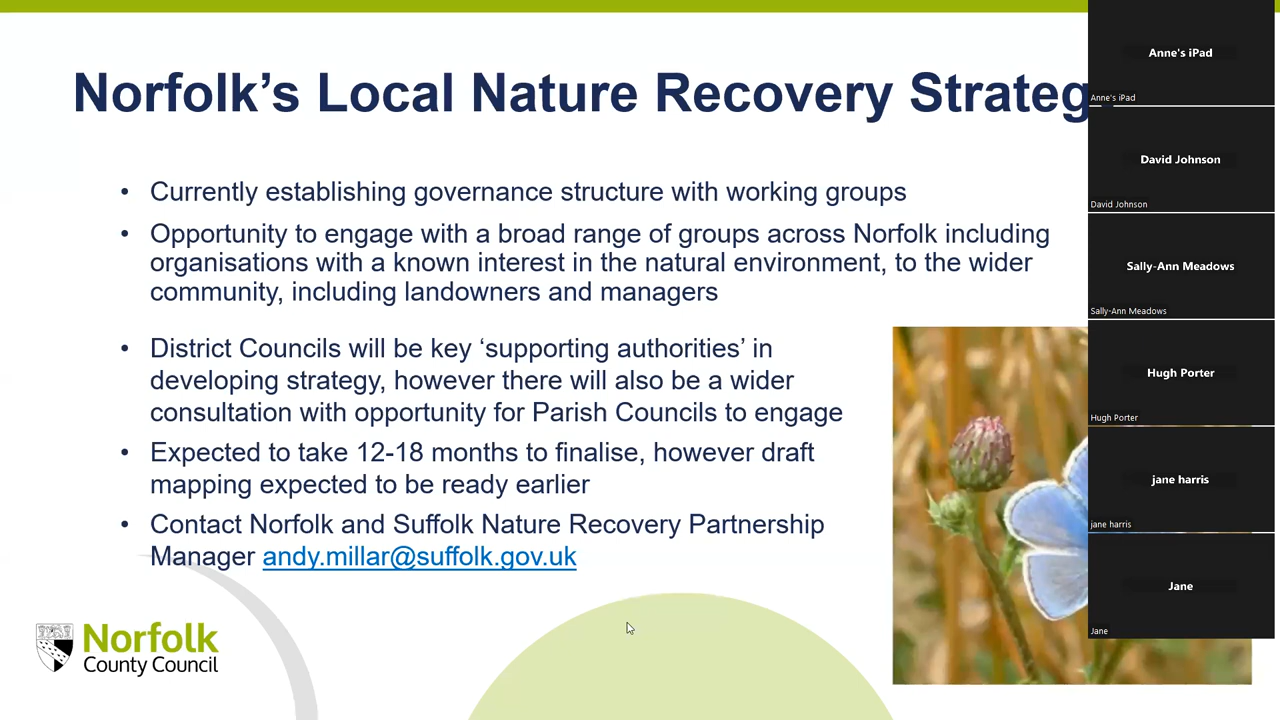 Norfolk's Local Nature Recovery Strateg
• Currently establishing governance structure with working groups
• Opportunity to engage with a broad range of groups across Norfolk including
organisations with a known interest in the natural environment, to the wider
community, including landowners and managers
• District Councils will be key ‘supporting authorities’ in
developing strategy, however there will also be a wider
consultation with opportunity for Parish Councils to engage
• Expected to take 12-18 months to finalise, however draft
mapping expected to be ready earlier
• Contact Norfolk and Suffolk Nature Recovery Partnership
Manager andy.millar@suffolk.gov.uk
Norfolk
County Council
Anne's iPad
Anne's iPad
David Johnson
David Johnson
Sally-Ann Meadows
Sally-Ann Meadows
Hugh Porter
Hugh Porter
jane harris
jane harris
Jane
Jane